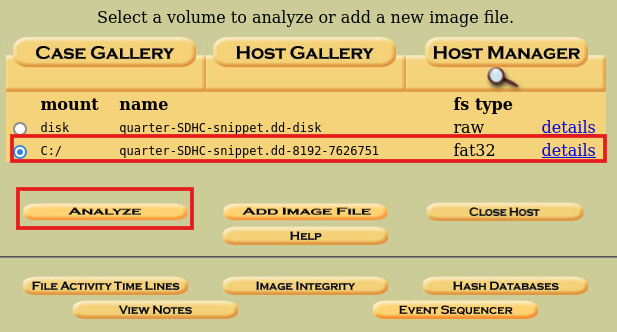 Select a volume to analyze or add a new image file.
CASE GALLERY HOST GALLERY HOST MANAGER
mount name fs type
disk quarter-SDHC-snippet.dd-disk raw details
C:/ quarter-SDHC-snippet.dd-8192-7626751 fat32 details
ANALYZE ADD IMAGE FILE CLOSE HOST
HELP
FILE ACTIVITY TIME LINES IMAGE INTEGRITY HASH DATABASES
VIEW NOTES EVENT SEQUENCER